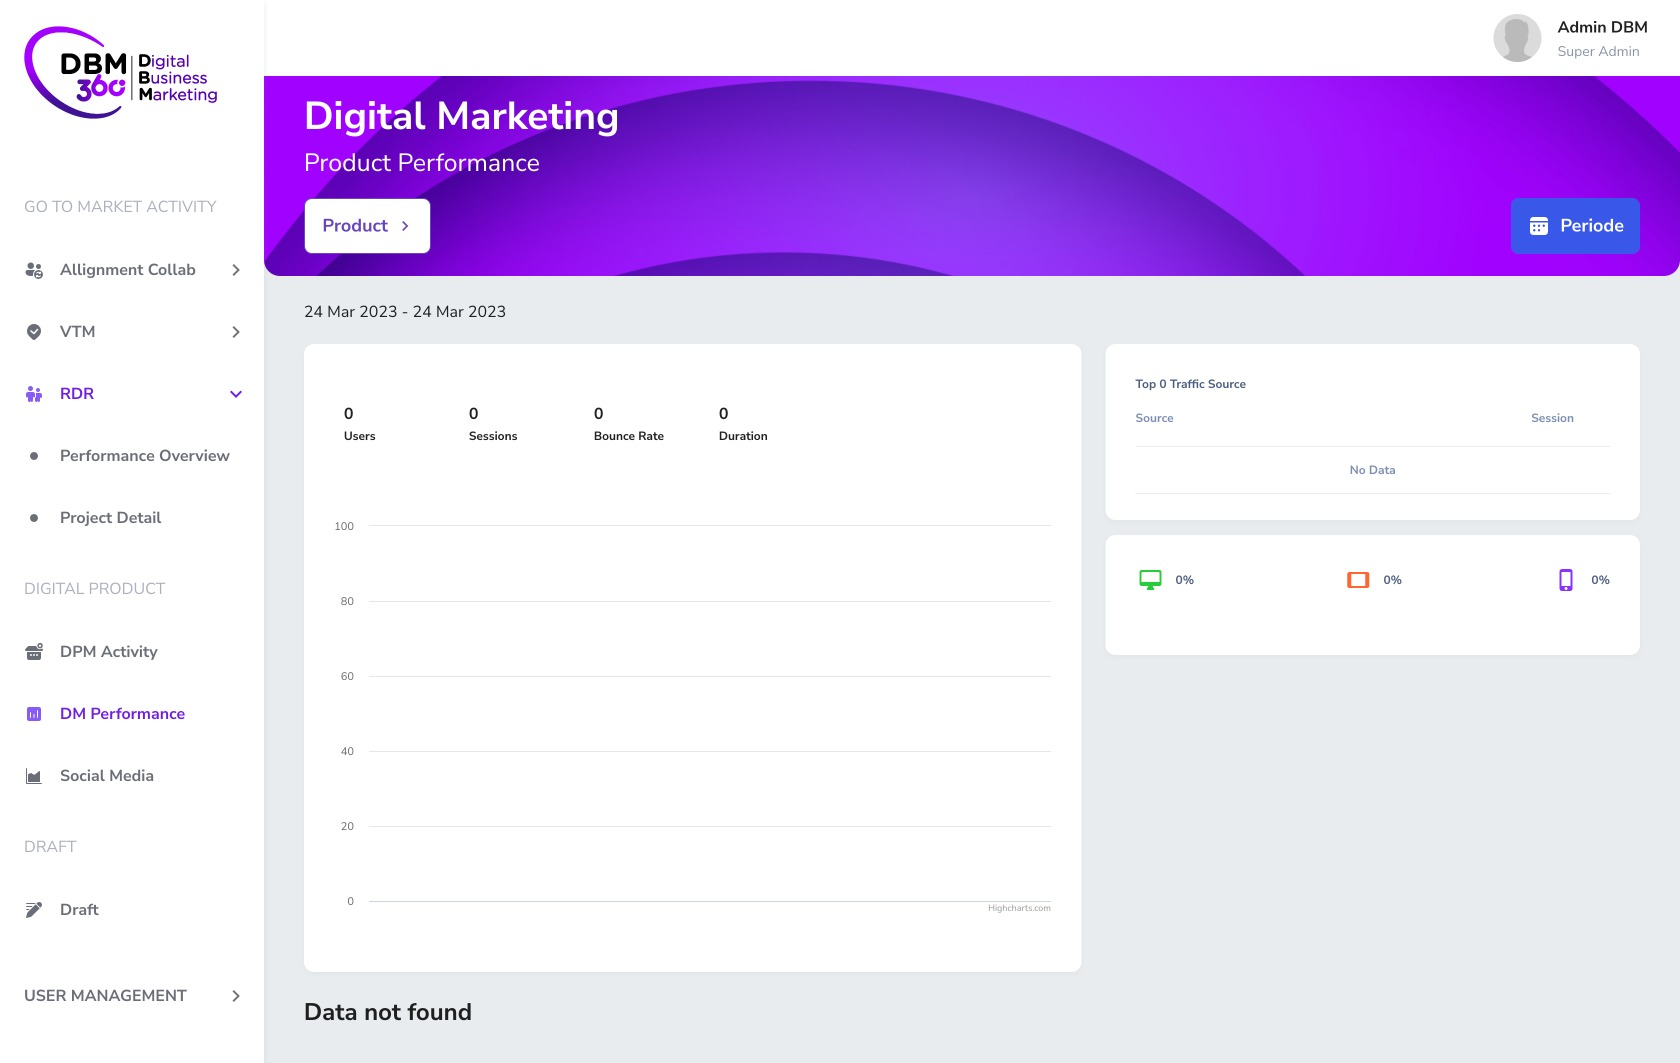 DBM
360
Digital
Business
Marketing
Admin DBM
Super Admin
Digital Marketing
Product Performance
Product
Periode
GO TO MARKET ACTIVITY
Allignment Collab
VTM
RDR
Performance Overview
Project Detail
DIGITAL PRODUCT
DPM Activity
DM Performance
Social Media
DRAFT
Draft
USER MANAGEMENT
24 Mar 2023 - 24 Mar 2023
0 0 0 0
Users Sessions Bounce Rate Duration
100
80
60
40
20
0
Highcharts.com
Top 0 Traffic Source
Source Session
No Data
0% 0% 0%
Data not found